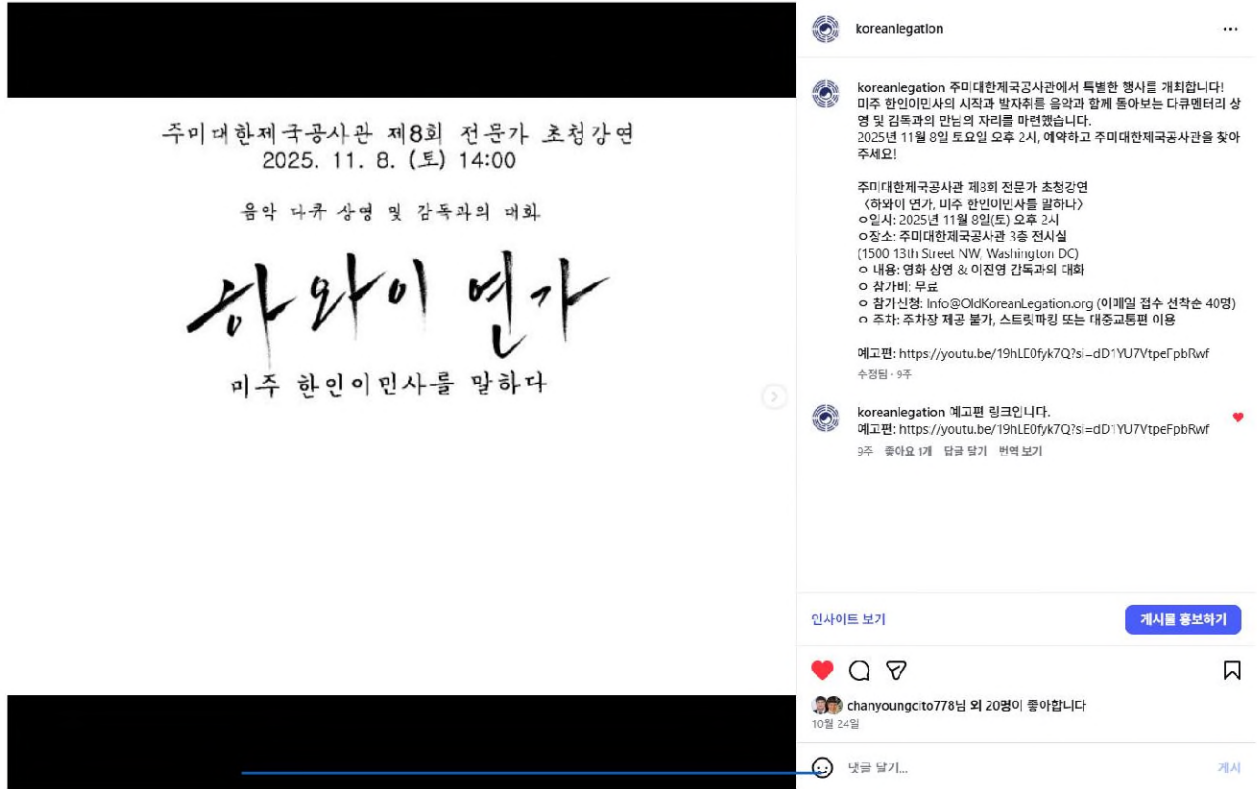 주미대한제국공사관 제8회 전문가 초청강연
2025. 11. 8. (토) 14:00
음악 다큐 상영 및 감독과의 대화
하와이 연가
미주 한인이민사를 말하다
koreanlegation
koreanlegation 주미대한제국공사관에서 특별한 행사를 개최합니다!
미주 한인이민사의 시작과 발자취를 음악과 함께 돌아보는 다큐멘터리 상
영 및 감독과의 만남의 자리를 마련했습니다.
2025년 11월 8일 토요일 오후 2시, 예약하고 주미대한제국공사관을 찾아
주세요!
주미대한제국공사관 제8회 전문가 초청강연
〈하와이 연가, 미주 한인이민사를 말하다〉
ㅇ일시: 2025년 11월 8일(토) 오후 2시
ㅇ장소: 주미대한제국공사관 3층 전시실
(1500 13th Street NW, Washington DC)
ㅇ 내용: 영화 상영 & 이진영 감독과의 대화
ㅇ 참가비: 무료
ㅇ 참가신청: Info@OldKoreanLegation.org (이메일 접수 선착순 40명)
ㅇ 주차: 주차장 제공 불가, 스트릿파킹 또는 대중교통편 이용
예고편: https://youtu.be/19hLE0fyk7Q?si=dD1YU7VtpeFpbRwf
수정됨 · 9주
koreanlegation 예고편 링크입니다.
예고편: https://youtu.be/19hLE0fyk7Q?si=dD1YU7VtpeFpbRwf
9주 좋아요 1개 답글 달기 번역 보기
인사이트 보기
게시물 홍보하기
chanyoungcito778님 외 20명이 좋아합니다
10월 24일
댓글 달기...
게시